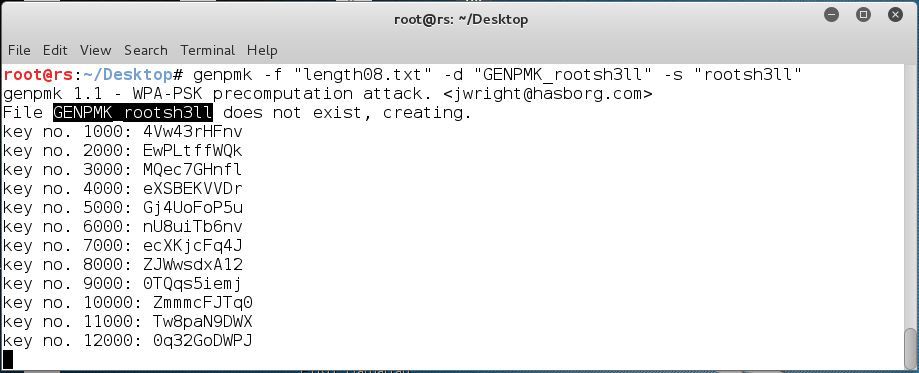 root@rs: ~/Desktop
File Edit View Search Terminal Help
root@rs:~/Desktop# genpmk -f "length08.txt" -d "GENPMK_rootsh3ll" -s "rootsh3ll"
genpmk 1.1 - WPA-PSK precomputation attack. <jwright@hasborg.com>
File GENPMK_rootsh3ll does not exist, creating.
key no. 1000: 4Vw43rHFnv
key no. 2000: EwPLtffWQk
key no. 3000: MQec7GHnfl
key no. 4000: eXSBEKVVDr
key no. 5000: Gj4UoFoP5u
key no. 6000: nU8uiTb6nv
key no. 7000: ecXKjcFq4J
key no. 8000: ZJWwsdxA12
key no. 9000: 0TQqs5iemj
key no. 10000: ZmmmcFJTq0
key no. 11000: Tw8paN9DWX
key no. 12000: 0q32GoDWPJ